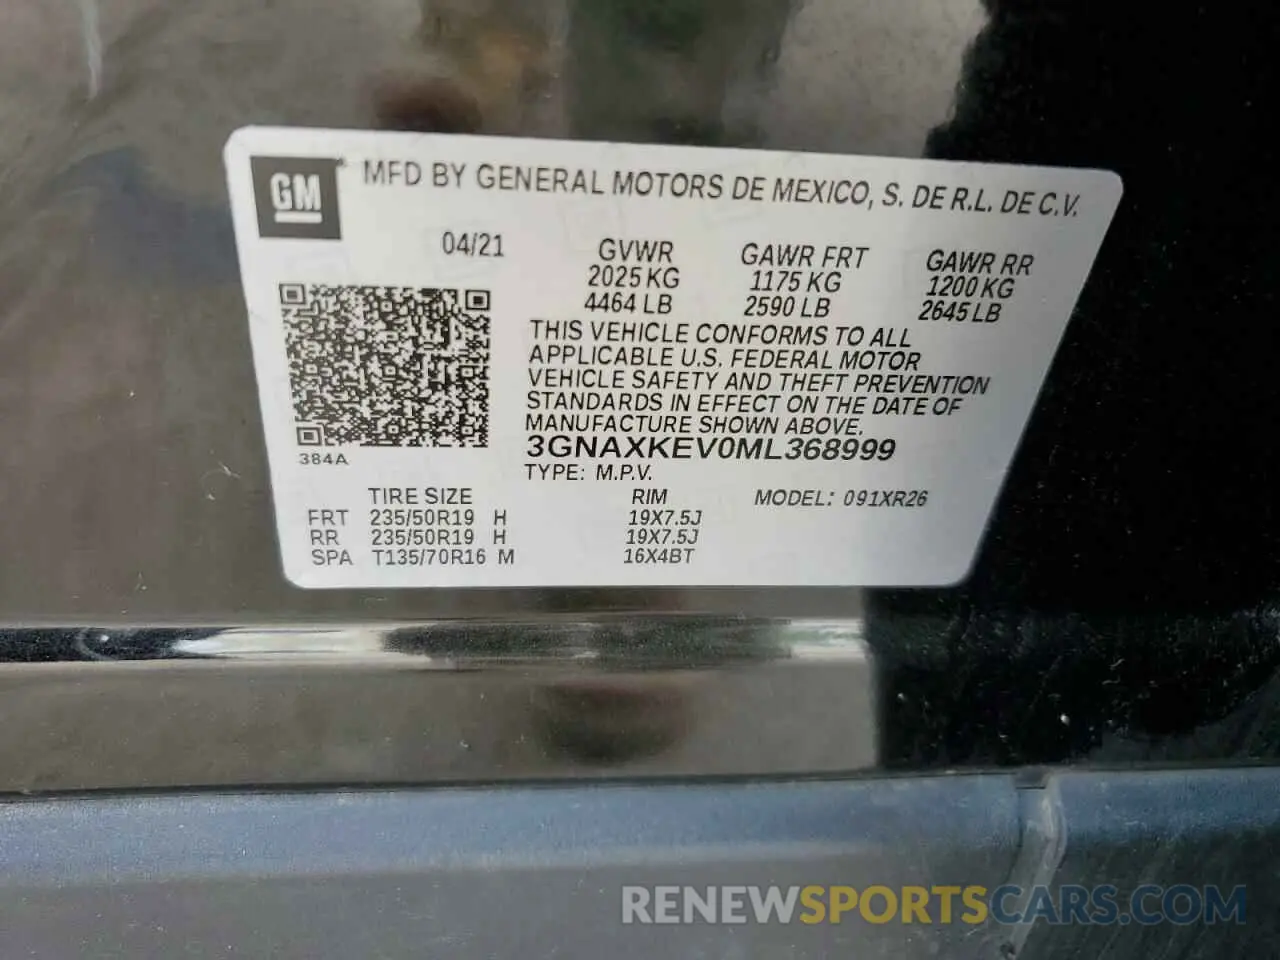 GM MFD BY GENERAL MOTORS DE MEXICO, S. DE R.L. DE C.V.
04/21 GVWR GAWR FRT GAWR RR
2025 KG 1175 KG 1200 KG
4464 LB 2590 LB 2645 LB
THIS VEHICLE CONFORMS TO ALL
APPLICABLE U.S. FEDERAL MOTOR
VEHICLE SAFETY AND THEFT PREVENTION
STANDARDS IN EFFECT ON THE DATE OF
MANUFACTURE SHOWN ABOVE.
3GNAXKEV0ML368999
384A
TYPE: M.P.V.
TIRE SIZE RIM MODEL: 091XR26
FRT 235/50R19 H 19X7.5J
RR 235/50R19 H 19X7.5J
SPA T135/70R16 M 16X4BT
RENEWSPORTSCARS.COM